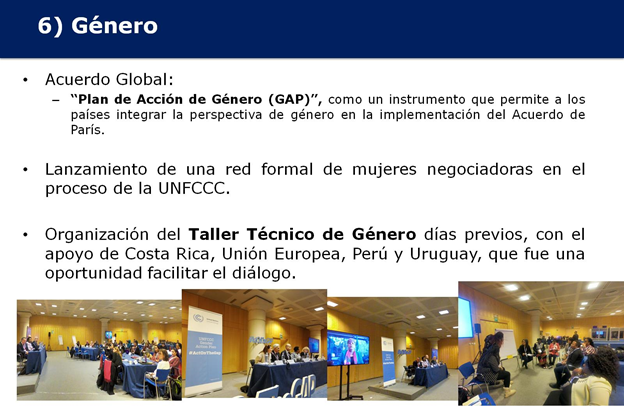 6) Género
• Acuerdo Global:
– “Plan de Acción de Género (GAP)”, como un instrumento que permite a los
países integrar la perspectiva de género en la implementación del Acuerdo de
París.
• Lanzamiento de una red formal de mujeres negociadoras en el
proceso de la UNFCCC.
• Organización del Taller Técnico de Género días previos, con el
apoyo de Costa Rica, Unión Europea, Perú y Uruguay, que fue una
oportunidad facilitar el diálogo.